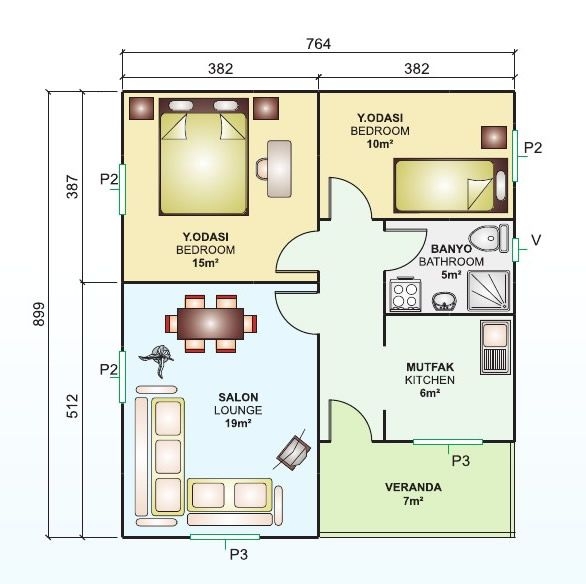 764
382
382
Y.ODASI
BEDROOM
10m²
P2
P2
387
Y.ODASI
BEDROOM
15m²
BANYO
BATHROOM
5m²
V
899
P2
512
SALON
LOUNGE
19m²
MUTFAK
KITCHEN
6m²
P3
VERANDA
7m²
P3